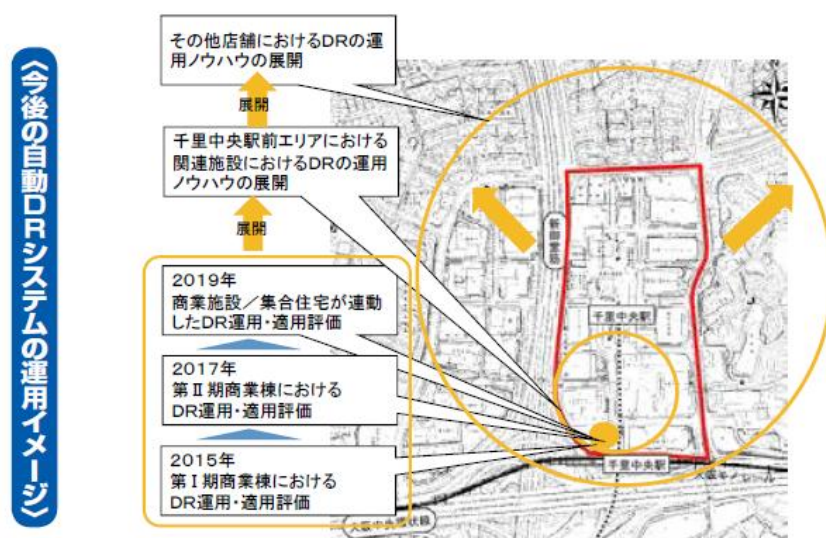 〈今後の自動DRシステムの運用イメージ〉
その他店舗におけるDRの運
用ノウハウの展開
展開
千里中央駅前エリアにおける
関連施設におけるDRの運用
ノウハウの展開
展開
2019年
商業施設／集合住宅が連動
したDR運用・適用評価
2017年
第Ⅱ期商業棟における
DR運用・適用評価
2015年
第Ⅰ期商業棟における
DR運用・適用評価
新御堂筋
千里中央駅
千里中央駅
大阪モノレール